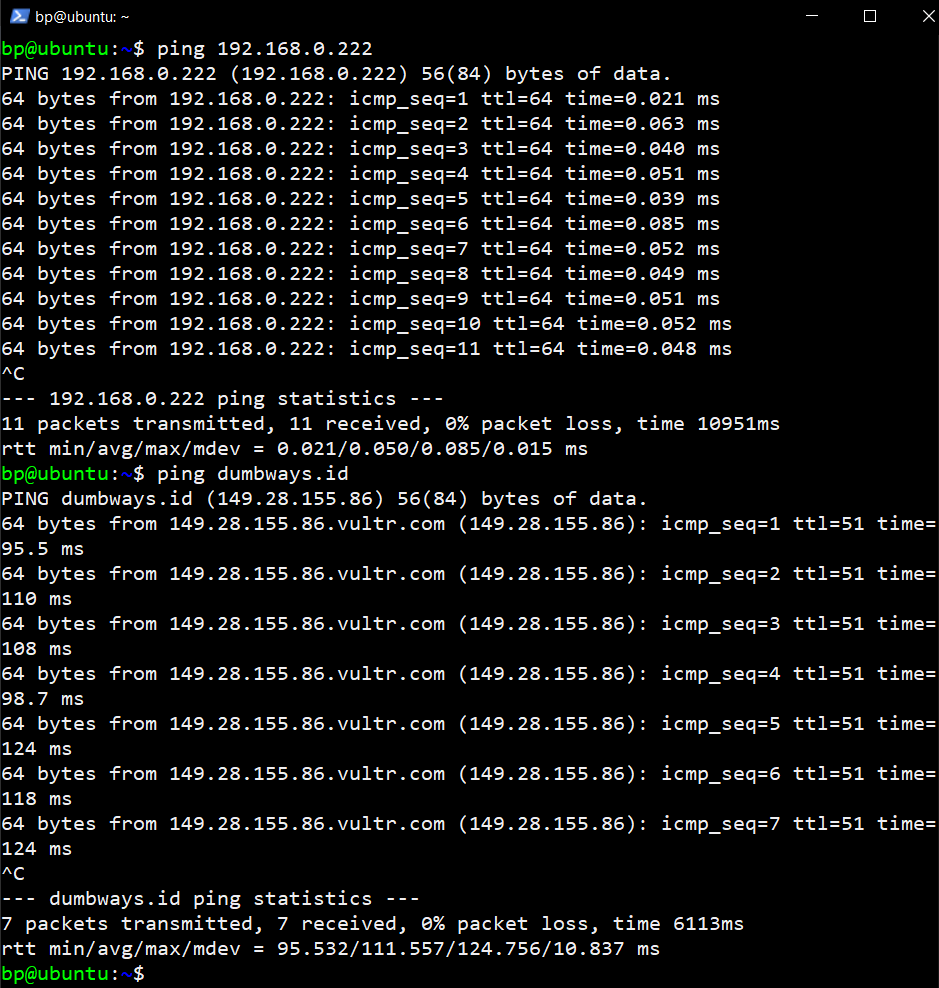 bp@ubuntu: ~
bp@ubuntu:~$ ping 192.168.0.222
PING 192.168.0.222 (192.168.0.222) 56(84) bytes of data.
64 bytes from 192.168.0.222: icmp_seq=1 ttl=64 time=0.021 ms
64 bytes from 192.168.0.222: icmp_seq=2 ttl=64 time=0.063 ms
64 bytes from 192.168.0.222: icmp_seq=3 ttl=64 time=0.040 ms
64 bytes from 192.168.0.222: icmp_seq=4 ttl=64 time=0.051 ms
64 bytes from 192.168.0.222: icmp_seq=5 ttl=64 time=0.039 ms
64 bytes from 192.168.0.222: icmp_seq=6 ttl=64 time=0.085 ms
64 bytes from 192.168.0.222: icmp_seq=7 ttl=64 time=0.052 ms
64 bytes from 192.168.0.222: icmp_seq=8 ttl=64 time=0.049 ms
64 bytes from 192.168.0.222: icmp_seq=9 ttl=64 time=0.051 ms
64 bytes from 192.168.0.222: icmp_seq=10 ttl=64 time=0.052 ms
64 bytes from 192.168.0.222: icmp_seq=11 ttl=64 time=0.048 ms
^C
--- 192.168.0.222 ping statistics ---
11 packets transmitted, 11 received, 0% packet loss, time 10951ms
rtt min/avg/max/mdev = 0.021/0.050/0.085/0.015 ms
bp@ubuntu:~$ ping dumbways.id
PING dumbways.id (149.28.155.86) 56(84) bytes of data.
64 bytes from 149.28.155.86.vultr.com (149.28.155.86): icmp_seq=1 ttl=51 time=
95.5 ms
64 bytes from 149.28.155.86.vultr.com (149.28.155.86): icmp_seq=2 ttl=51 time=
110 ms
64 bytes from 149.28.155.86.vultr.com (149.28.155.86): icmp_seq=3 ttl=51 time=
108 ms
64 bytes from 149.28.155.86.vultr.com (149.28.155.86): icmp_seq=4 ttl=51 time=
98.7 ms
64 bytes from 149.28.155.86.vultr.com (149.28.155.86): icmp_seq=5 ttl=51 time=
124 ms
64 bytes from 149.28.155.86.vultr.com (149.28.155.86): icmp_seq=6 ttl=51 time=
118 ms
64 bytes from 149.28.155.86.vultr.com (149.28.155.86): icmp_seq=7 ttl=51 time=
124 ms
^C
--- dumbways.id ping statistics ---
7 packets transmitted, 7 received, 0% packet loss, time 6113ms
rtt min/avg/max/mdev = 95.532/111.557/124.756/10.837 ms
bp@ubuntu:~$